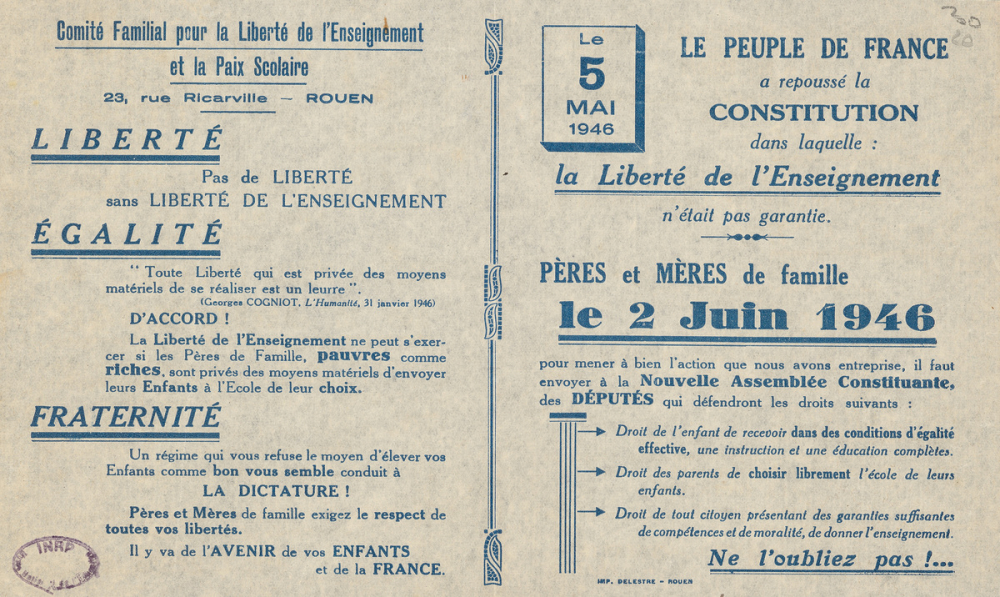 Comité Familial pour la Liberté de l'Enseignement
et la Paix Scolaire
23, rue Ricarville — ROUEN
LIBERTÉ
Pas de LIBERTÉ
sans LIBERTÉ DE L'ENSEIGNEMENT
ÉGALITÉ
" Toute Liberté qui est privée des moyens
matériels de se réaliser est un leurre ".
(Georges COGNIOT, L'Humanité, 31 janvier 1946)
D'ACCORD !
La Liberté de l'Enseignement ne peut s'exer-
cer si les Pères de Famille, pauvres comme
riches, sont privés des moyens matériels d'envoyer
leurs Enfants à l'Ecole de leur choix.
FRATERNITÉ
Un régime qui vous refuse le moyen d'élever vos
Enfants comme bon vous semble conduit à
LA DICTATURE !
Pères et Mères de famille exigez le respect de
toutes vos libertés.
Il y va de l'AVENIR de vos ENFANTS
et de la FRANCE.
INRP
Le
5
MAI
1946
LE PEUPLE DE FRANCE
a repoussé la
CONSTITUTION
dans laquelle :
la Liberté de l'Enseignement
n'était pas garantie.
PÈRES et MÈRES de famille
le 2 Juin 1946
pour mener à bien l'action que nous avons entreprise, il faut
envoyer à la Nouvelle Assemblée Constituante,
des DÉPUTÉS qui défendront les droits suivants :
Droit de l'enfant de recevoir dans des conditions d'égalité
effective, une instruction et une éducation complètes.
Droit des parents de choisir librement l'école de leurs
enfants.
Droit de tout citoyen présentant des garanties suffisantes
de compétences et de moralité, de donner l'enseignement.
Ne l'oubliez pas !...
IMP. DELESTRE - ROUEN